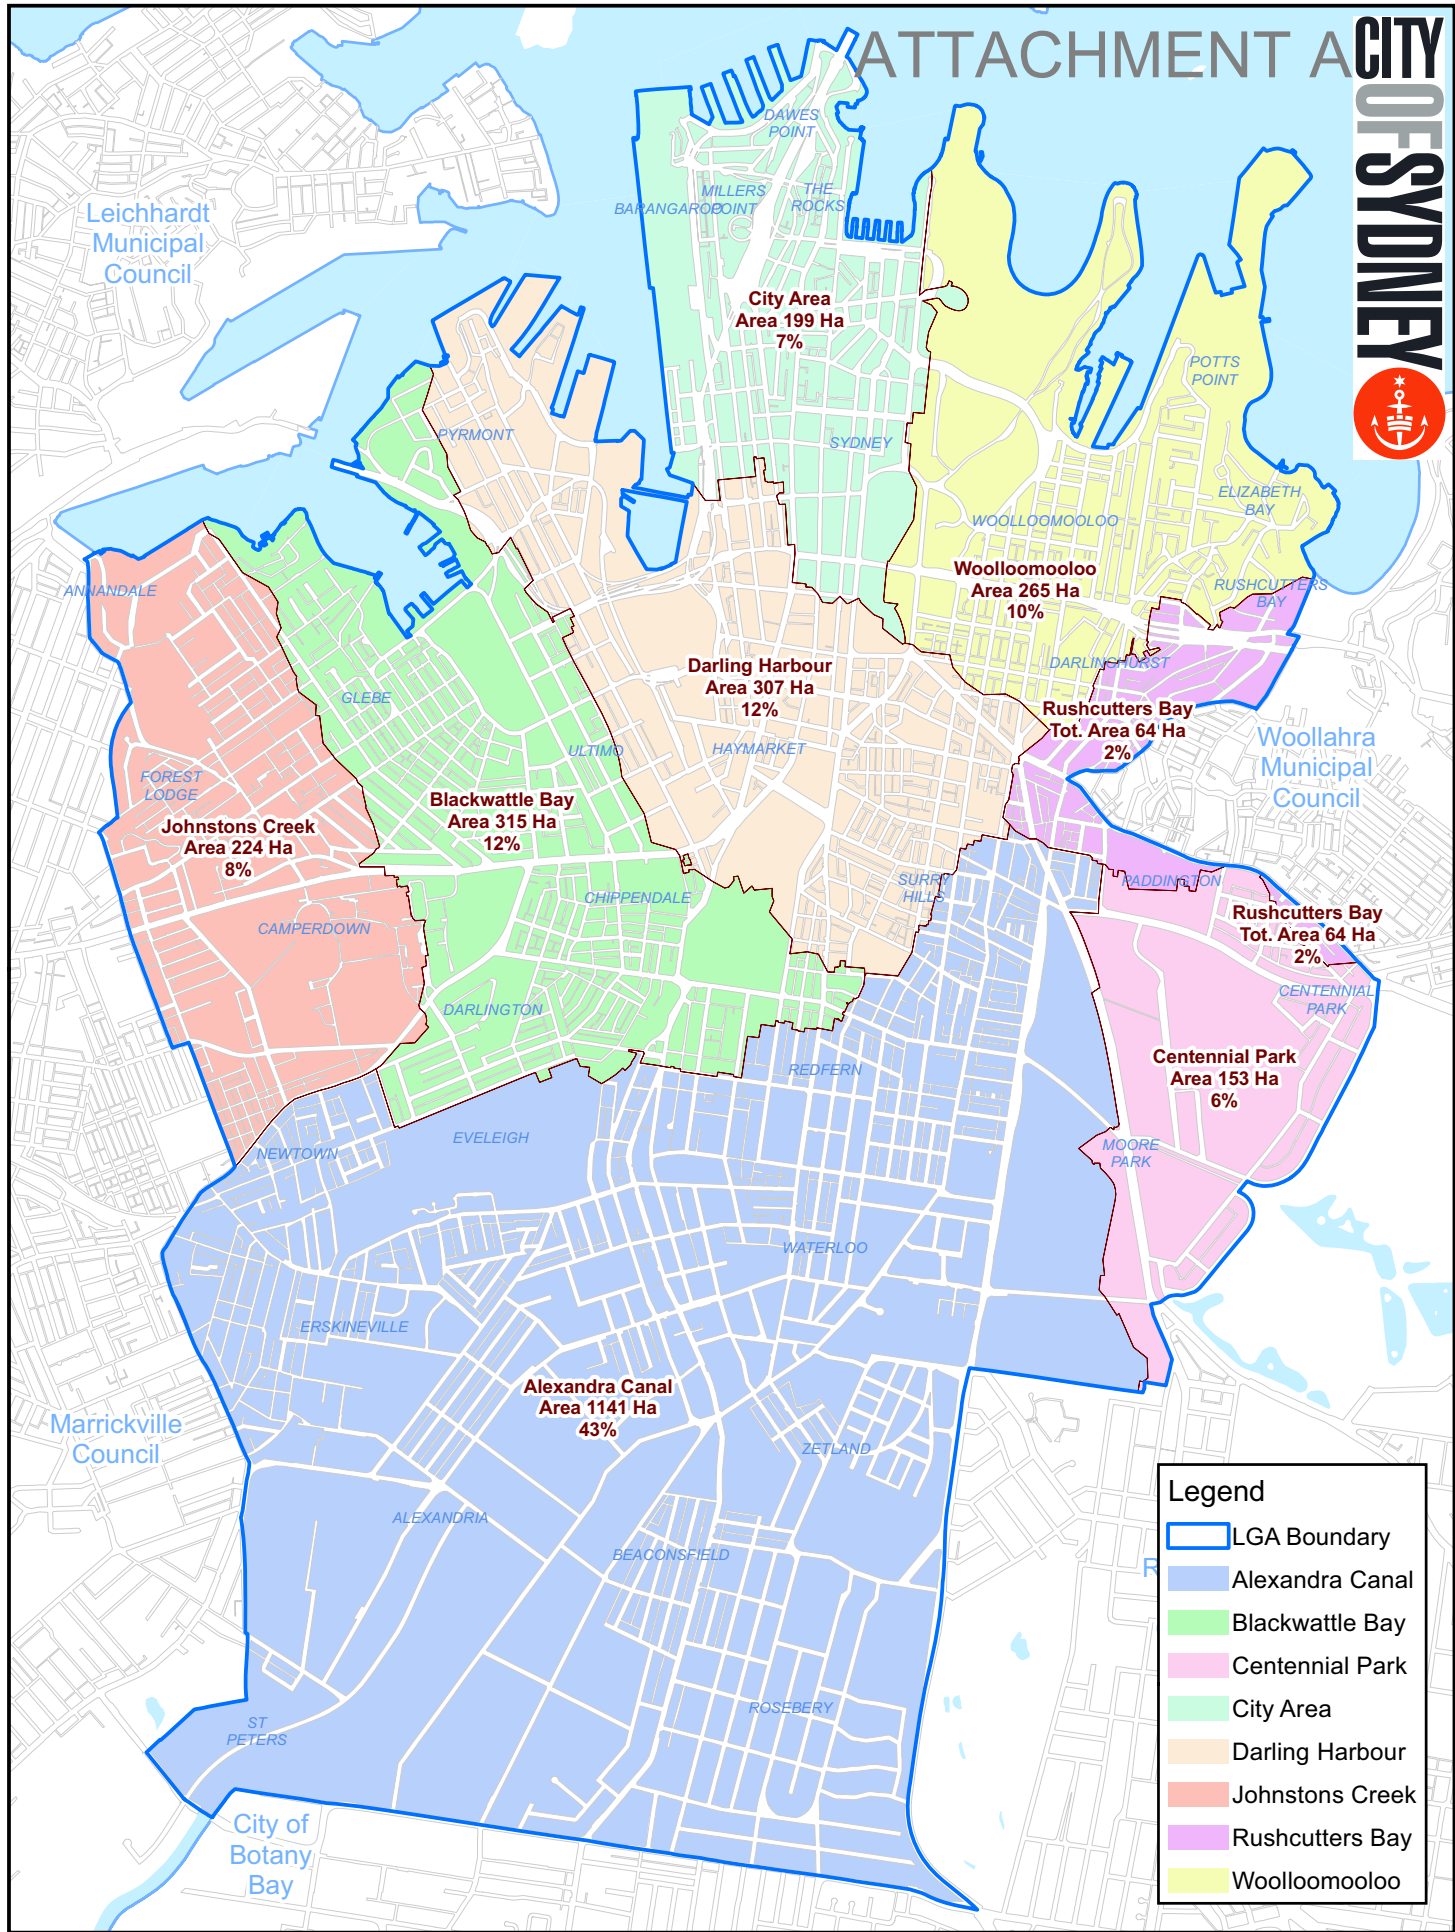 ATTACHMENT A
CITY OF SYDNEY
DAWES
POINT
MILLERS
POINT
THE
ROCKS
BARANGAROO
Leichhardt
Municipal
Council
City Area
Area 199 Ha
7%
POTTS
POINT
PYRMONT
SYDNEY
ELIZABETH
BAY
WOOLLOOMOOLOO
Woolloomooloo
Area 265 Ha
10%
RUSHCUTTERS
BAY
ANNANDALE
DARLINGHURST
Darling Harbour
Area 307 Ha
12%
GLEBE
Rushcutters Bay
Tot. Area 64 Ha
2%
ULTIMO
HAYMARKET
Woollahra
Municipal
Council
FOREST
LODGE
Blackwattle Bay
Area 315 Ha
12%
Johnstons Creek
Area 224 Ha
8%
SURRY
HILLS
PADDINGTON
CHIPPENDALE
CAMPERDOWN
Rushcutters Bay
Tot. Area 64 Ha
2%
CENTENNIAL
PARK
DARLINGTON
Centennial Park
Area 153 Ha
6%
REDFERN
EVELEIGH
NEWTOWN
MOORE
PARK
WATERLOO
ERSKINEVILLE
Alexandra Canal
Area 1141 Ha
43%
Marrickville
Council
ZETLAND
ALEXANDRIA
BEACONSFIELD
R
ROSEBERY
ST
PETERS
City of
Botany
Bay
Legend
LGA Boundary
Alexandra Canal
Blackwattle Bay
Centennial Park
City Area
Darling Harbour
Johnstons Creek
Rushcutters Bay
Woolloomooloo